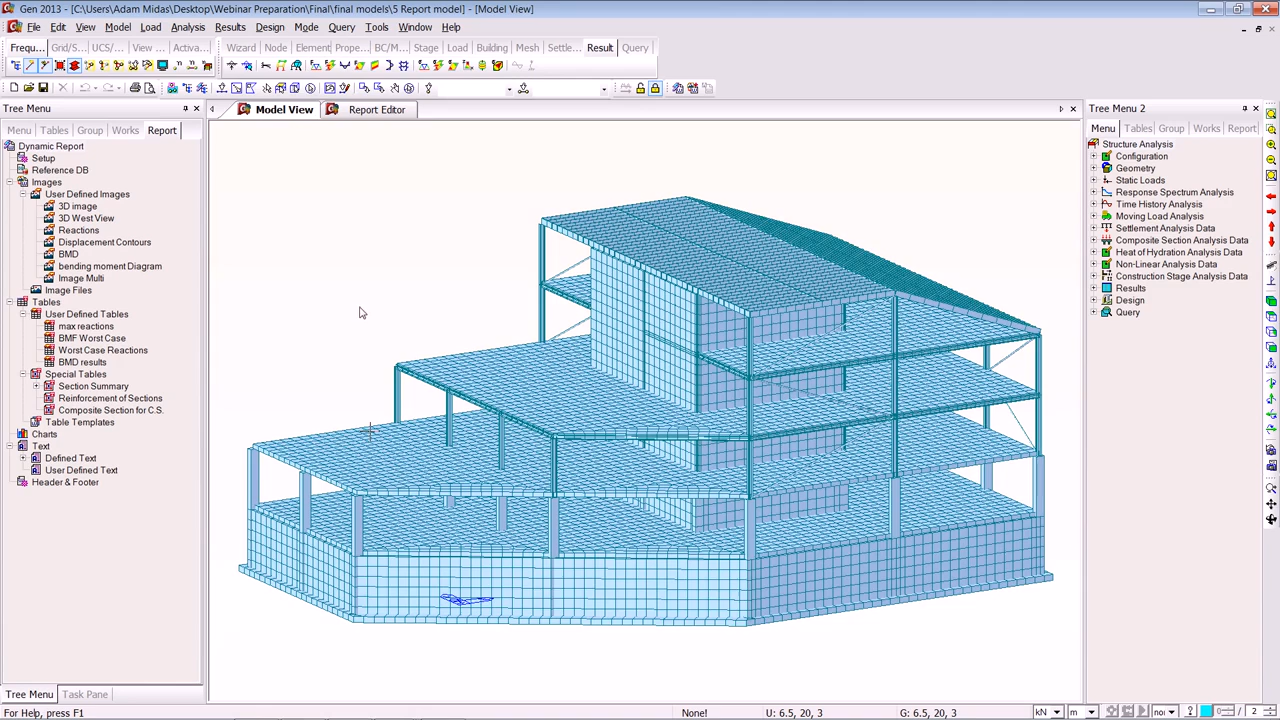 Gen 2013 - [C:\Users\Adam Midas\Desktop\Webinar Preparation\Final\final models\5 Report model] - [Model View]
File Edit View Model Load Analysis Results Design Mode Query Tools Window Help
Frequ... Grid/S... UCS/... View ... Activa...
Wizard Node Element Prope... BC/M... Stage Load Building Mesh Settle... Result Query
Tree Menu
Model View Report Editor
Tree Menu 2
Menu Tables Group Works Report
Dynamic Report
Setup
Reference DB
Images
User Defined Images
3D image
3D West View
Reactions
Displacement Contours
BMD
bending moment Diagram
Image Multi
Image Files
Tables
User Defined Tables
max reactions
BMF Worst Case
Worst Case Reactions
BMD results
Special Tables
Section Summary
Reinforcement of Sections
Composite Section for C.S.
Table Templates
Charts
Text
Defined Text
User Defined Text
Header & Footer
Menu Tables Group Works Report
Structure Analysis
Configuration
Geometry
Static Loads
Response Spectrum Analysis
Time History Analysis
Moving Load Analysis
Settlement Analysis Data
Composite Section Analysis Data
Heat of Hydration Analysis Data
Non-Linear Analysis Data
Construction Stage Analysis Data
Results
Design
Query
Tree Menu Task Pane
For Help, press F1
None! U: 6.5, 20, 3 G: 6.5, 20, 3 kN m no / 2